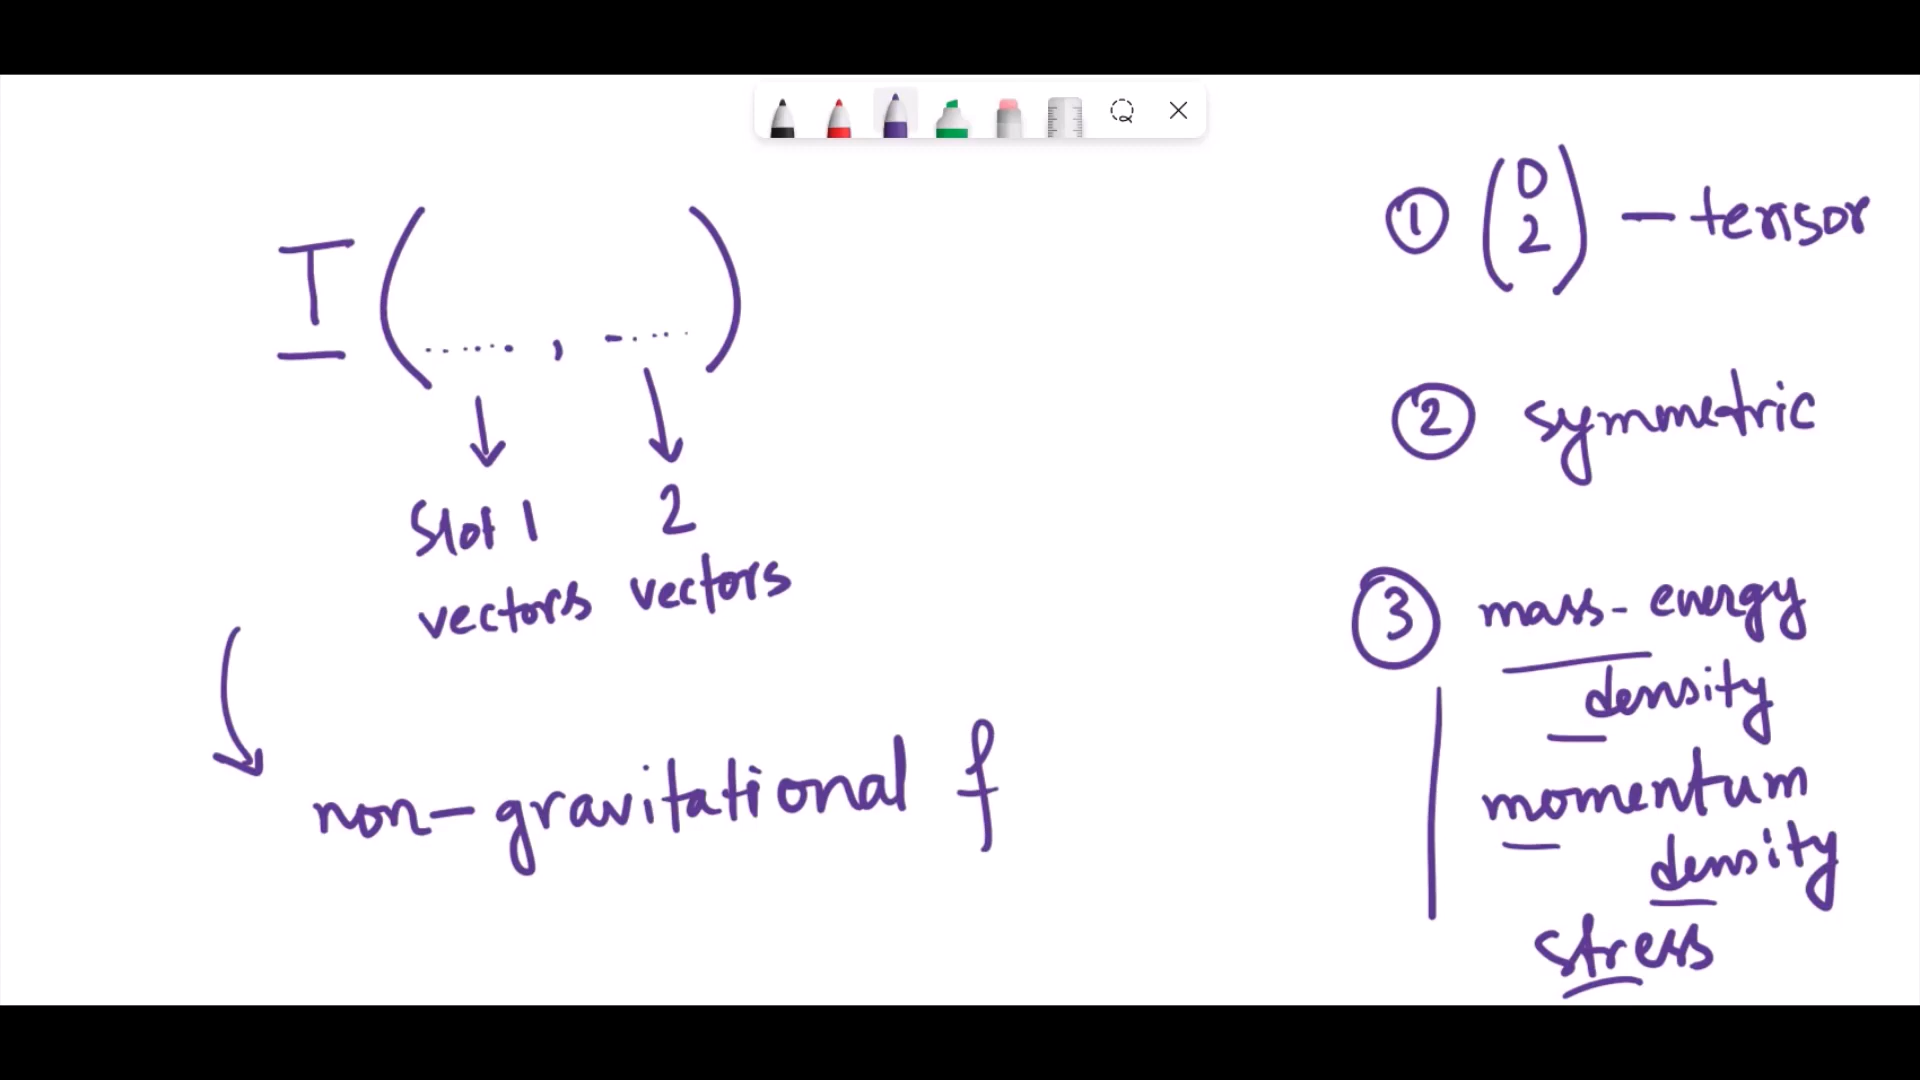 T ( ...... , ...... )
Slot 1 2
vectors vectors
non-gravitational f
① (0 2) - tensor
② symmetric
③ mass-energy
density
momentum
density
stress